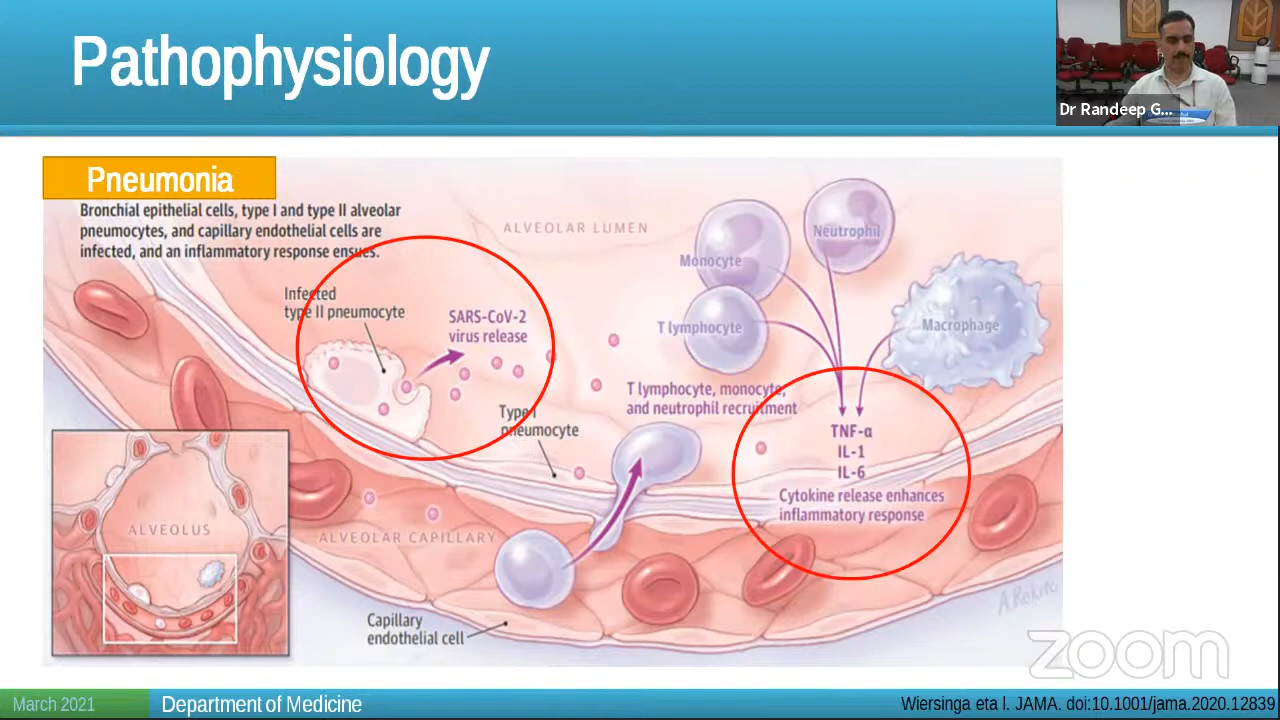 Pathophysiology
Dr Randeep G...
Pneumonia
Bronchial epithelial cells, type I and type II alveolar
pneumocytes, and capillary endothelial cells are
infected, and an inflammatory response ensues.
ALVEOLAR LUMEN
Neutrophil
Monocyte
Infected
type II pneumocyte
SARS-CoV-2
virus release
T lymphocyte
Macrophage
T lymphocyte, monocyte,
and neutrophil recruitment
Type I
pneumocyte
TNF-α
IL-1
IL-6
Cytokine release enhances
inflammatory response
ALVEOLUS
ALVEOLAR CAPILLARY
Capillary
endothelial cell
A.Rekito
zoom
March 2021
Department of Medicine
Wiersinga eta l. JAMA. doi:10.1001/jama.2020.12839